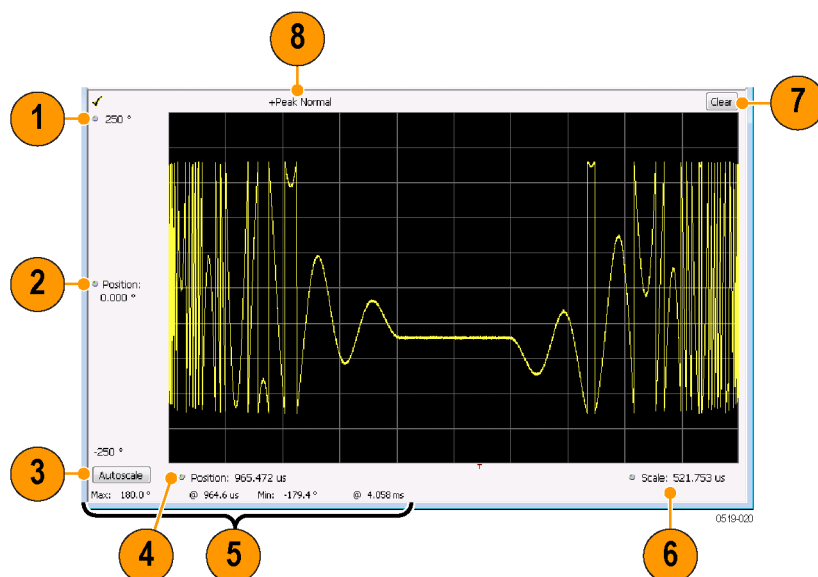 8
+Peak Normal
Clear
7
1
250 °
2
Position:
0.000 °
-250 °
3
Autoscale
Position: 965.472 us
Scale: 521.753 us
Max: 180.0 ° @ 964.6 us Min: -179.4 ° @ 4.058 ms
T
0519-020
4
5
6